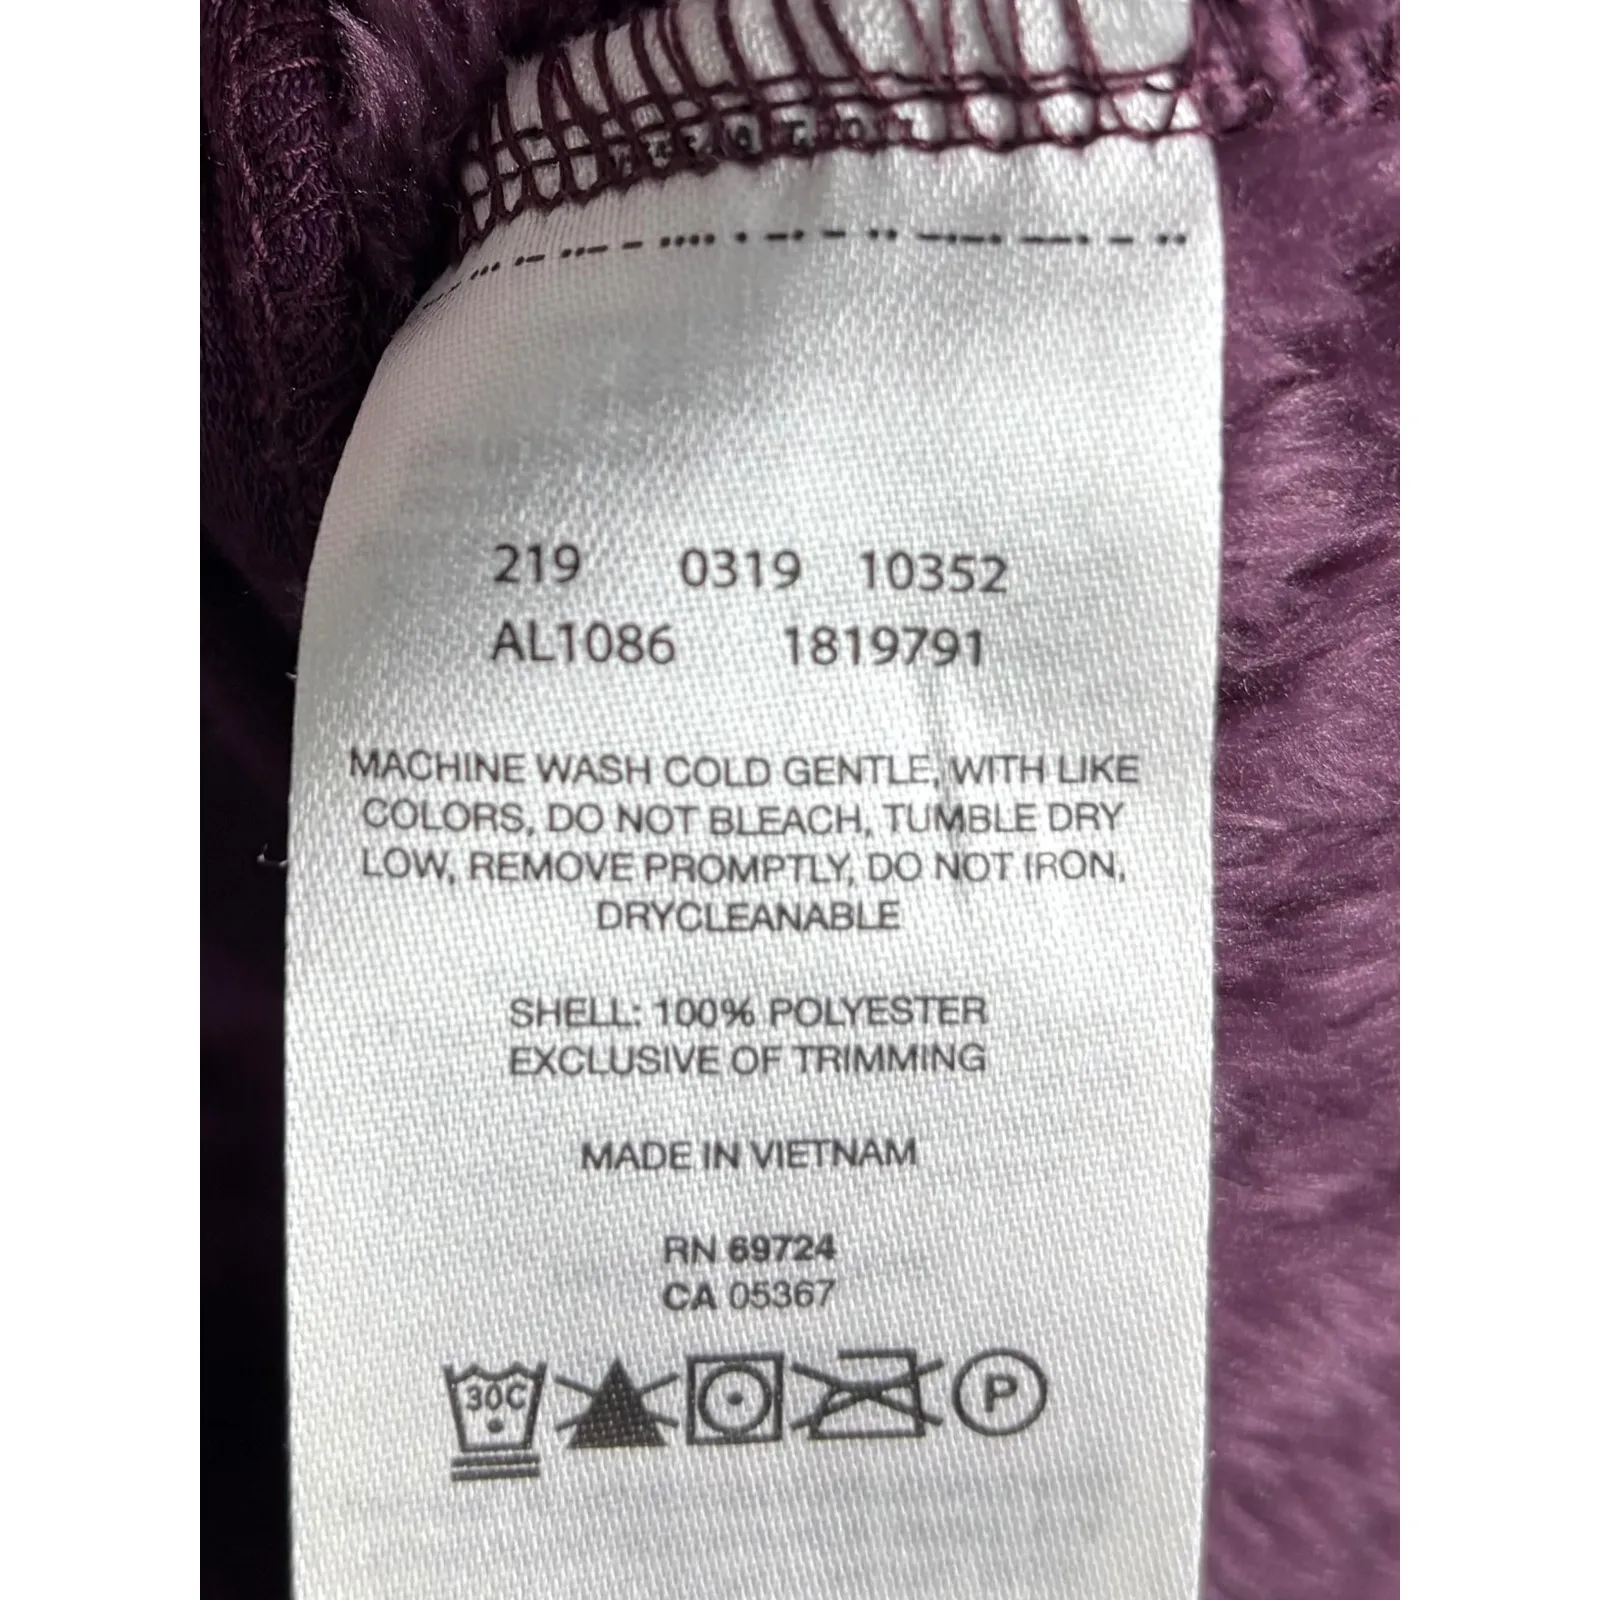 219 0319 10352
AL1086 1819791
MACHINE WASH COLD GENTLE, WITH LIKE
COLORS, DO NOT BLEACH, TUMBLE DRY
LOW, REMOVE PROMPTLY, DO NOT IRON,
DRYCLEANABLE
SHELL: 100% POLYESTER
EXCLUSIVE OF TRIMMING
MADE IN VIETNAM
RN 69724
CA 05367
30C P